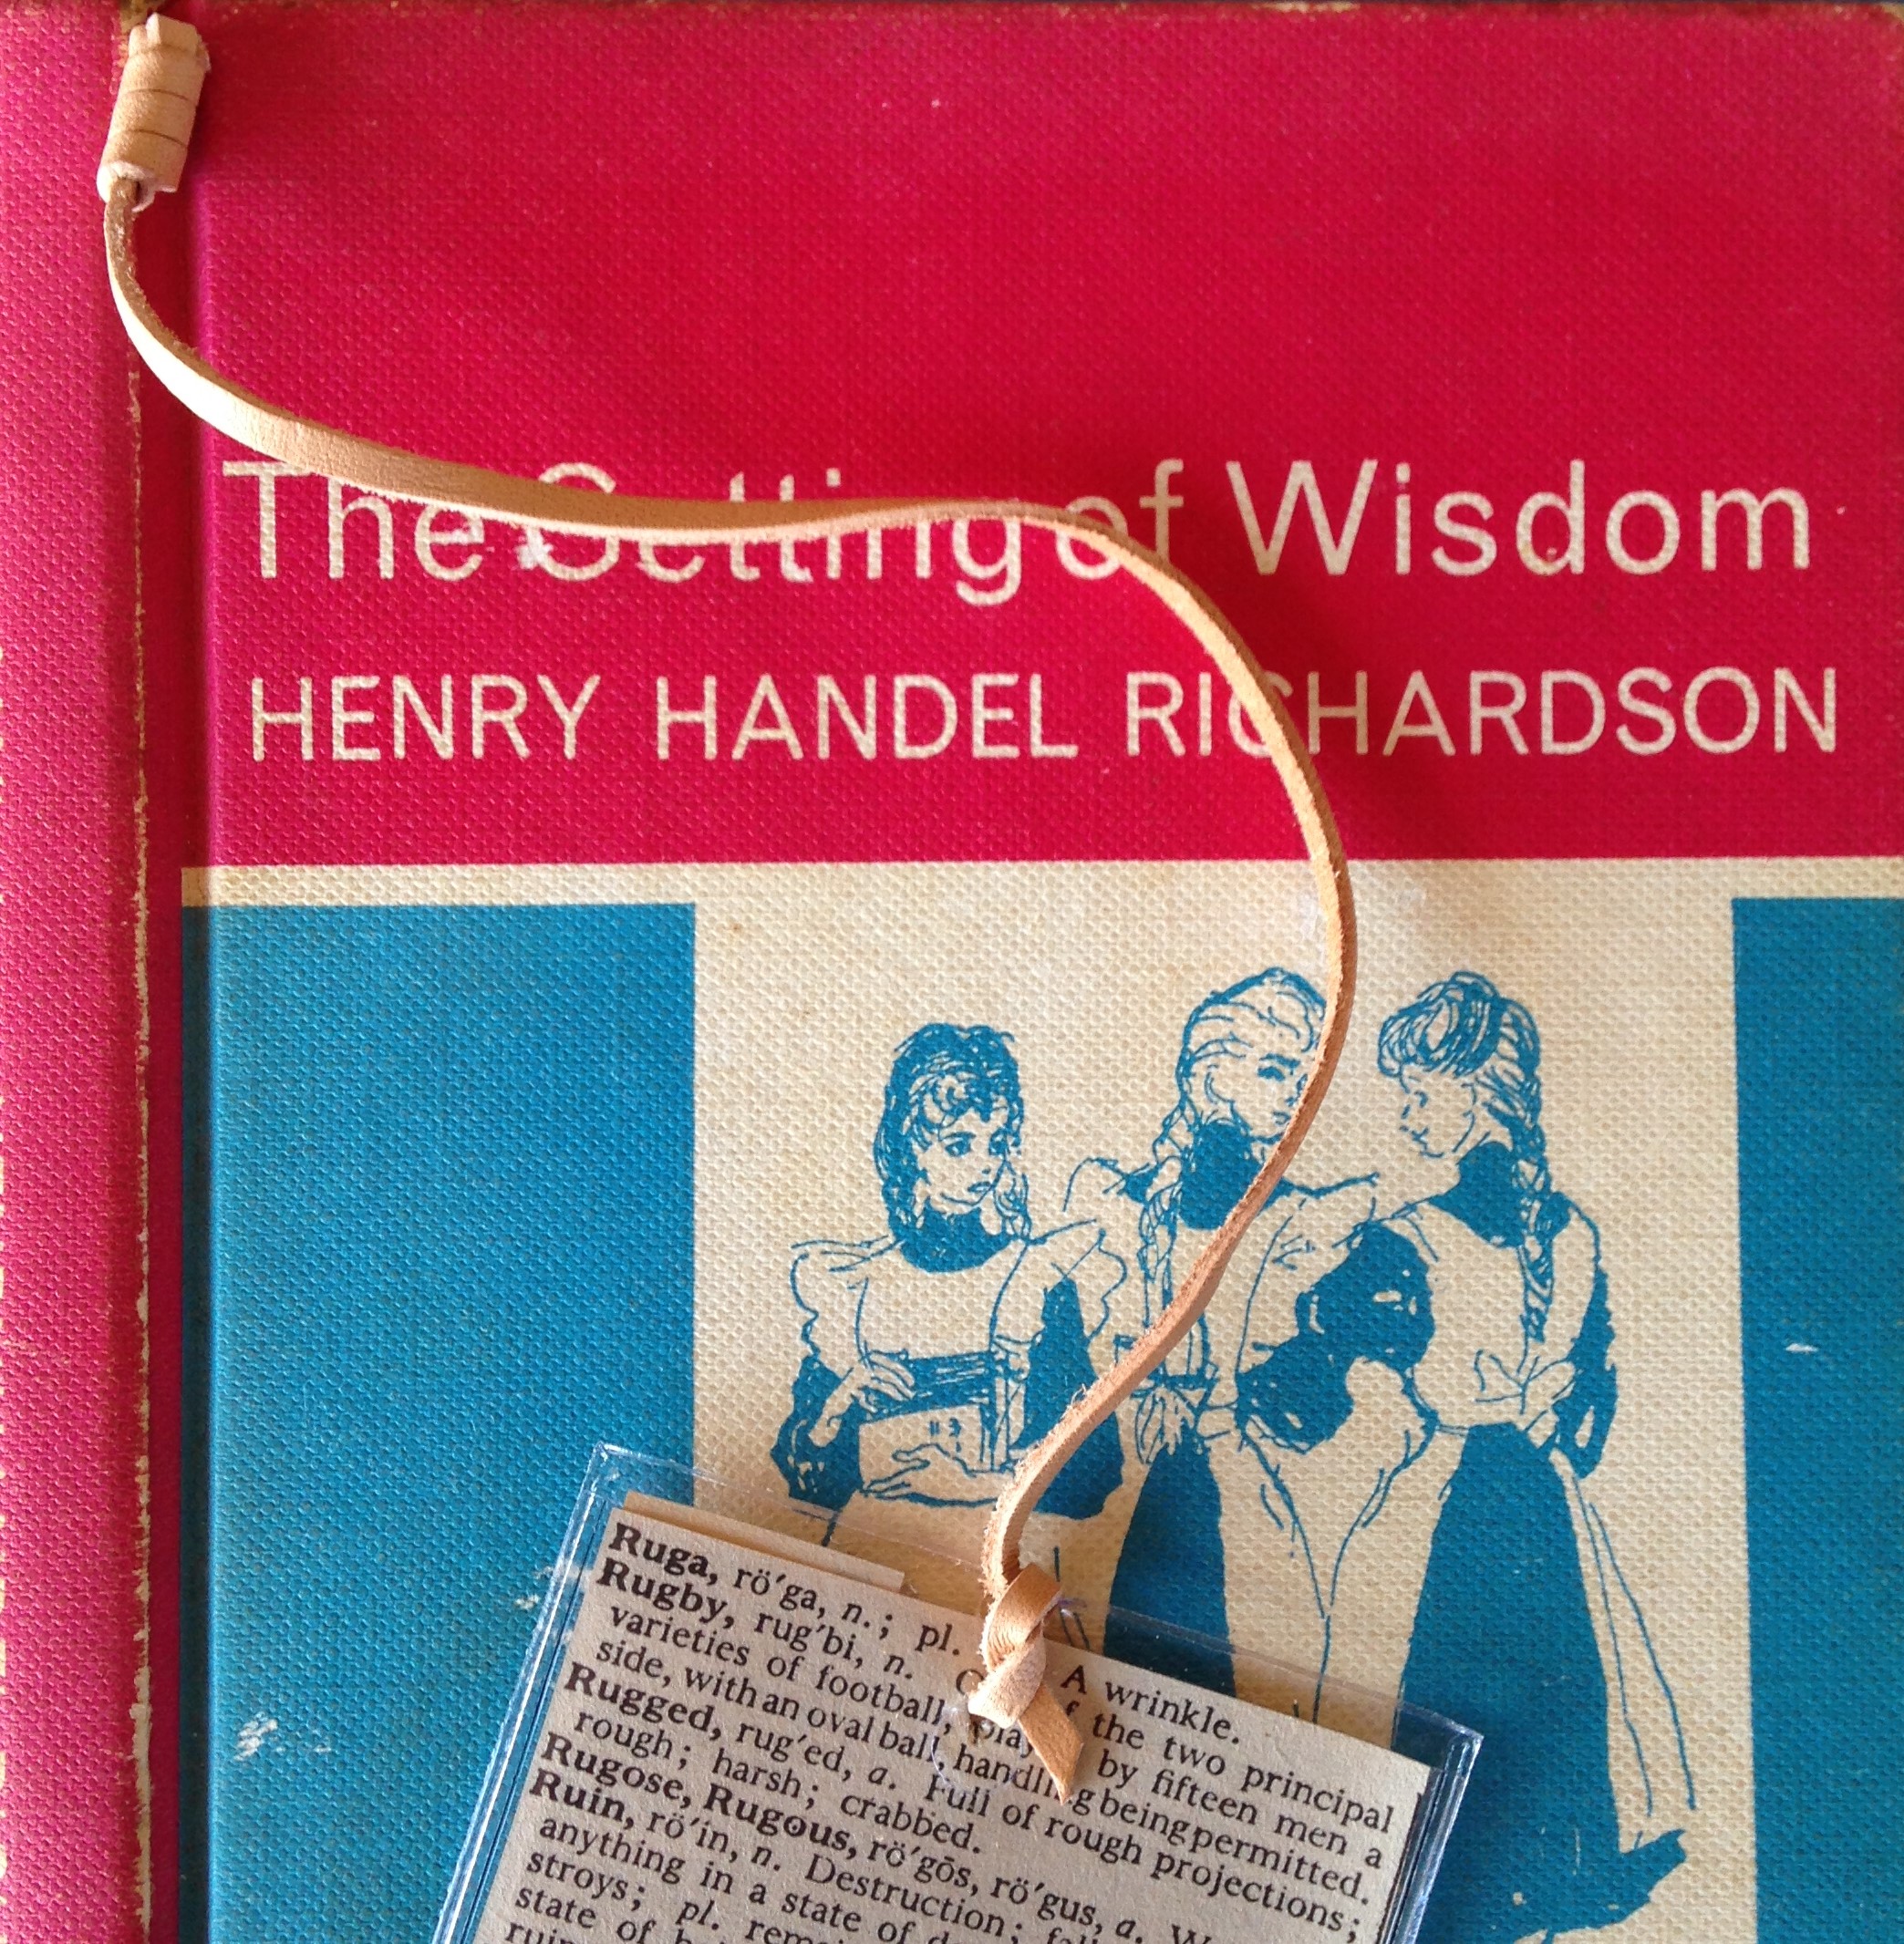 The Getting of Wisdom
HENRY HANDEL RICHARDSON
Ruga, rö′ga, n.; pl. A wrinkle.
Rugby, rug′bi, n. the two principal
varieties of football, by fifteen men a
side, with an oval ball, handling being permitted.
Rugged, rug′ed, a. Full of rough projections;
rough; harsh; crabbed.
Rugose, Rugous, rö′gōs, rö′gus, a.
Ruin, rö′in, n. Destruction;
anything in a state of
stroys; pl.
state of